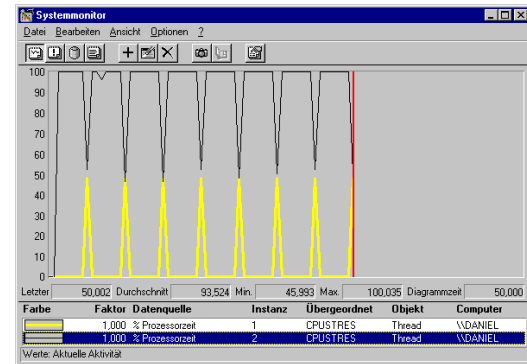 Systemmonitor
Datei Bearbeiten Ansicht Optionen ?
100
90
80
70
60
50
40
30
20
10
0
Letzter 50,002 Durchschnitt 93,524 Min. 45,993 Max. 100,035 Diagrammzeit 50,000
Farbe Faktor Datenquelle Instanz Übergeordnet Objekt Computer
1,000 % Prozessorzeit 1 CPUSTRES Thread \\DANIEL
1,000 % Prozessorzeit 2 CPUSTRES Thread \\DANIEL
Werte: Aktuelle Aktivität